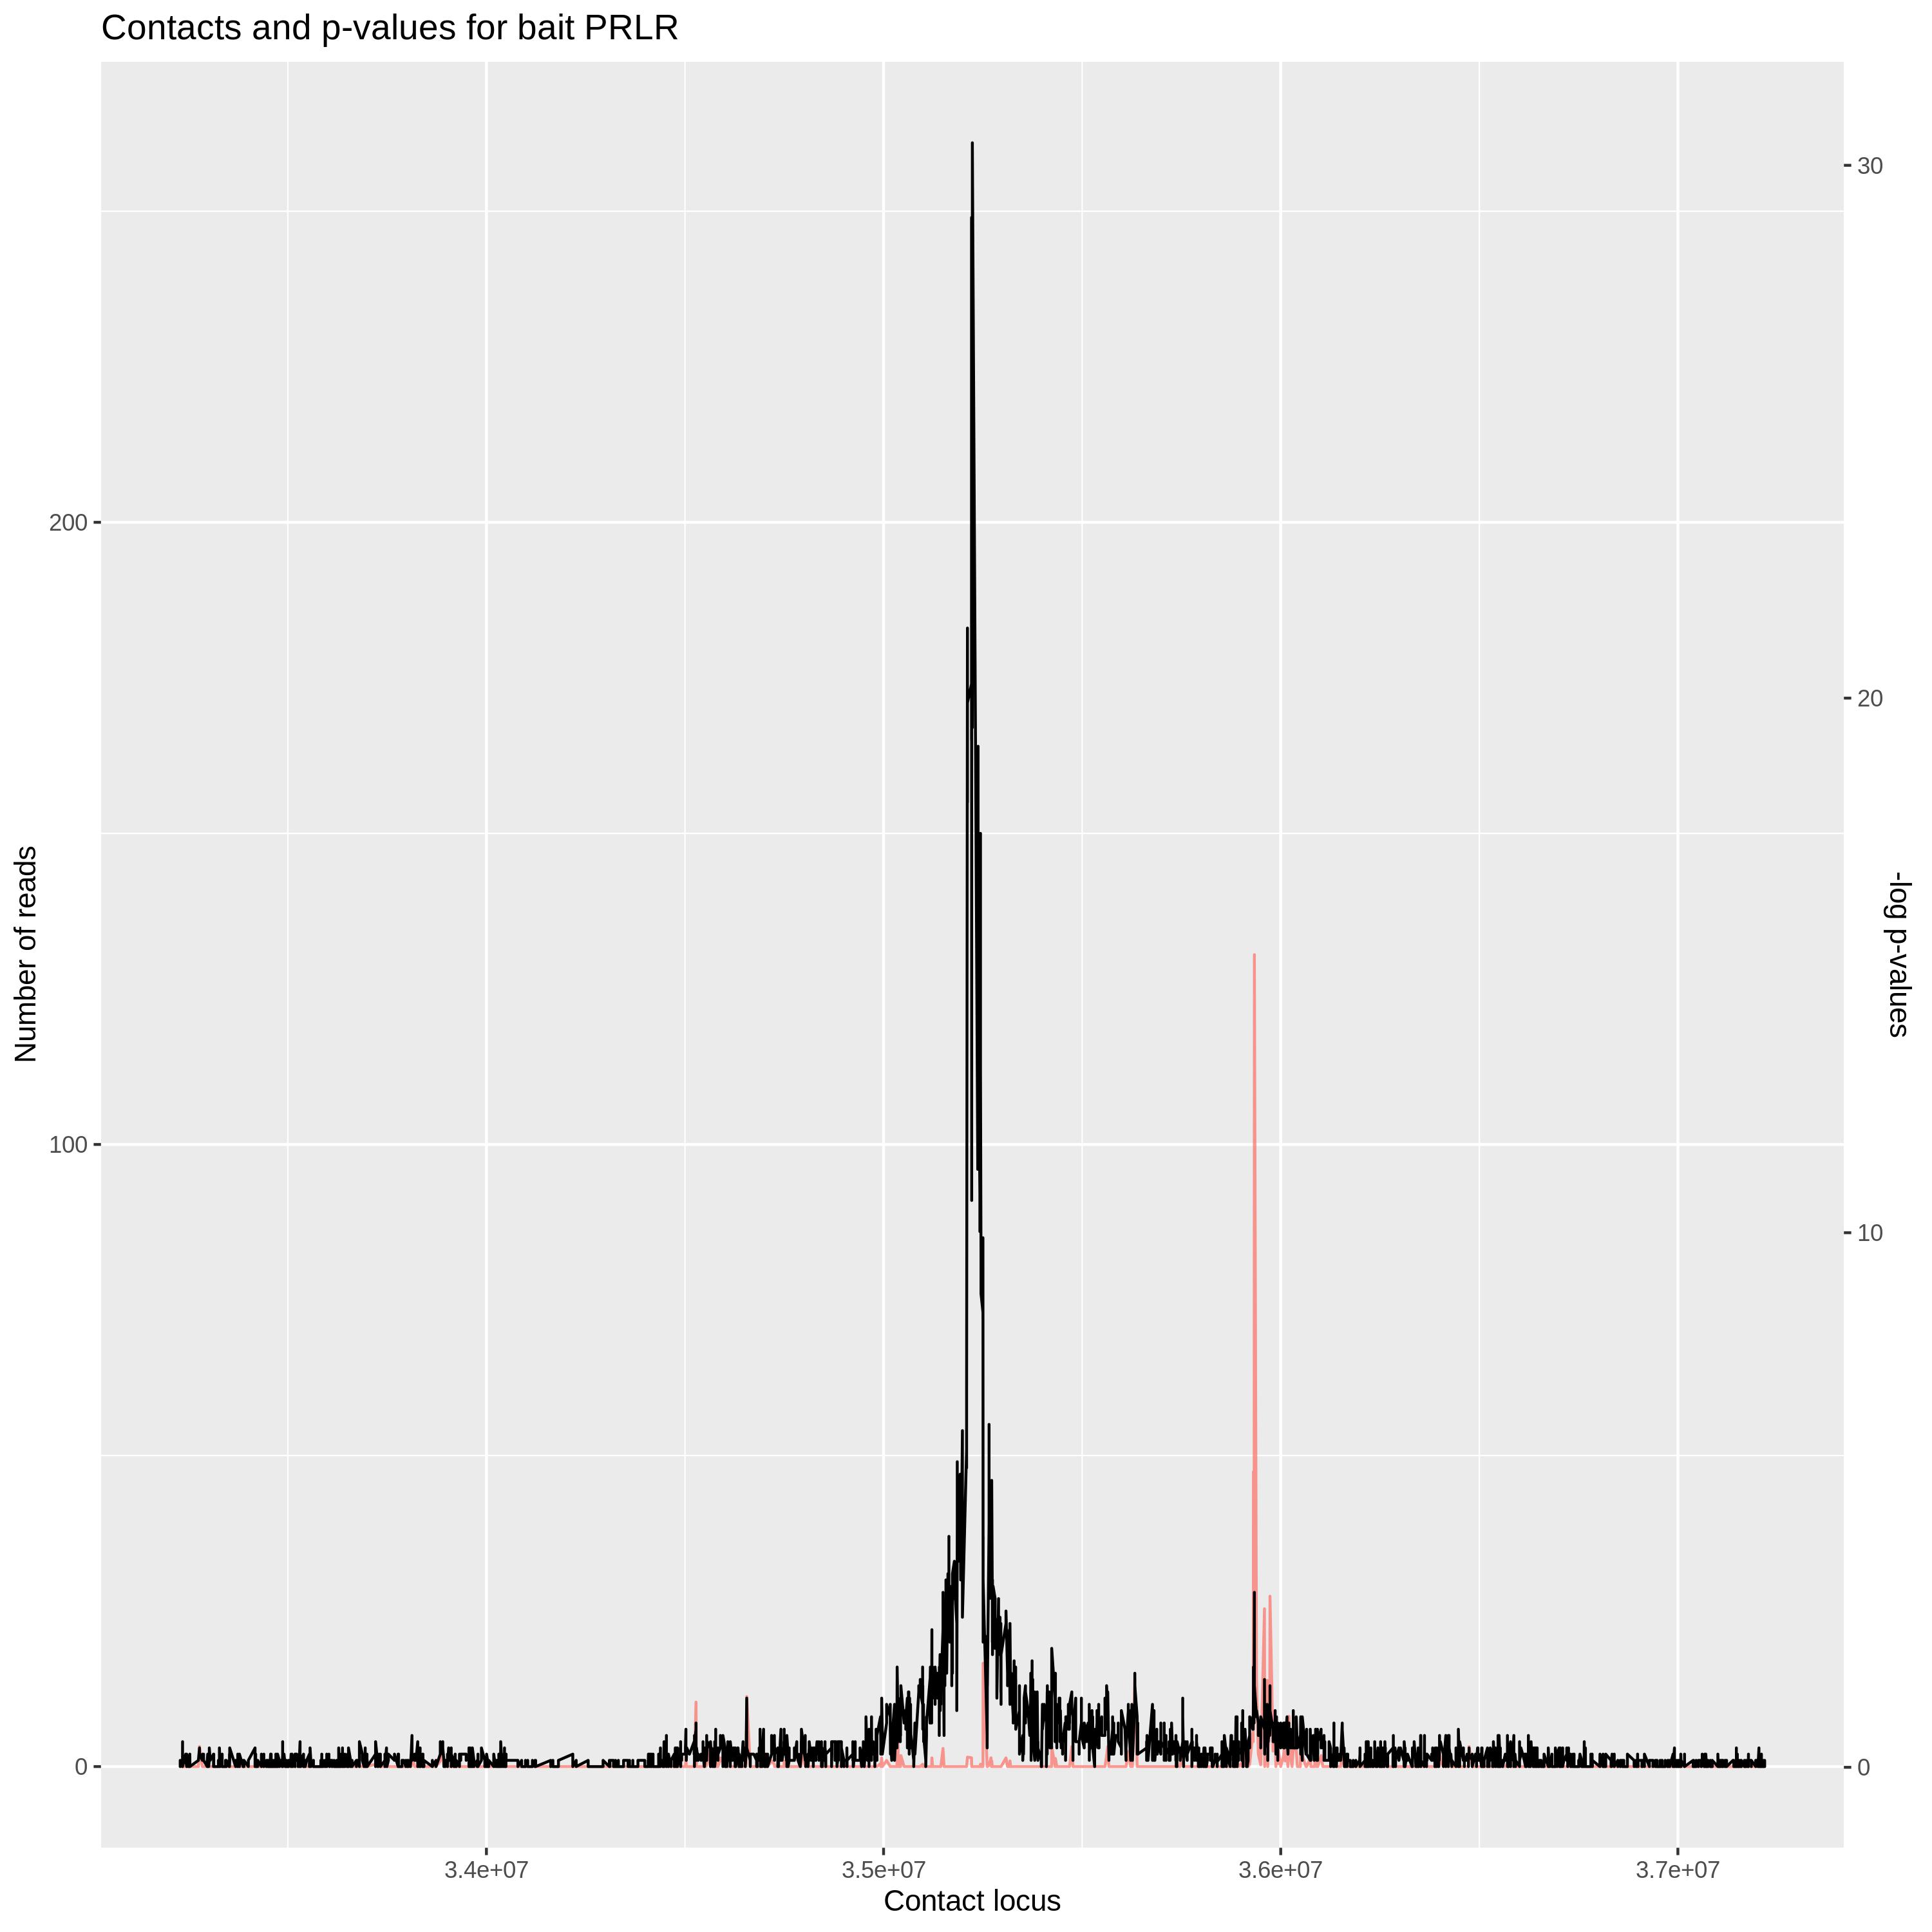 Contacts and p-values for bait PRLR
Number of reads
200
100
0
30
20
10
0
-log p-values
3.4e+07
3.5e+07
3.6e+07
3.7e+07
Contact locus